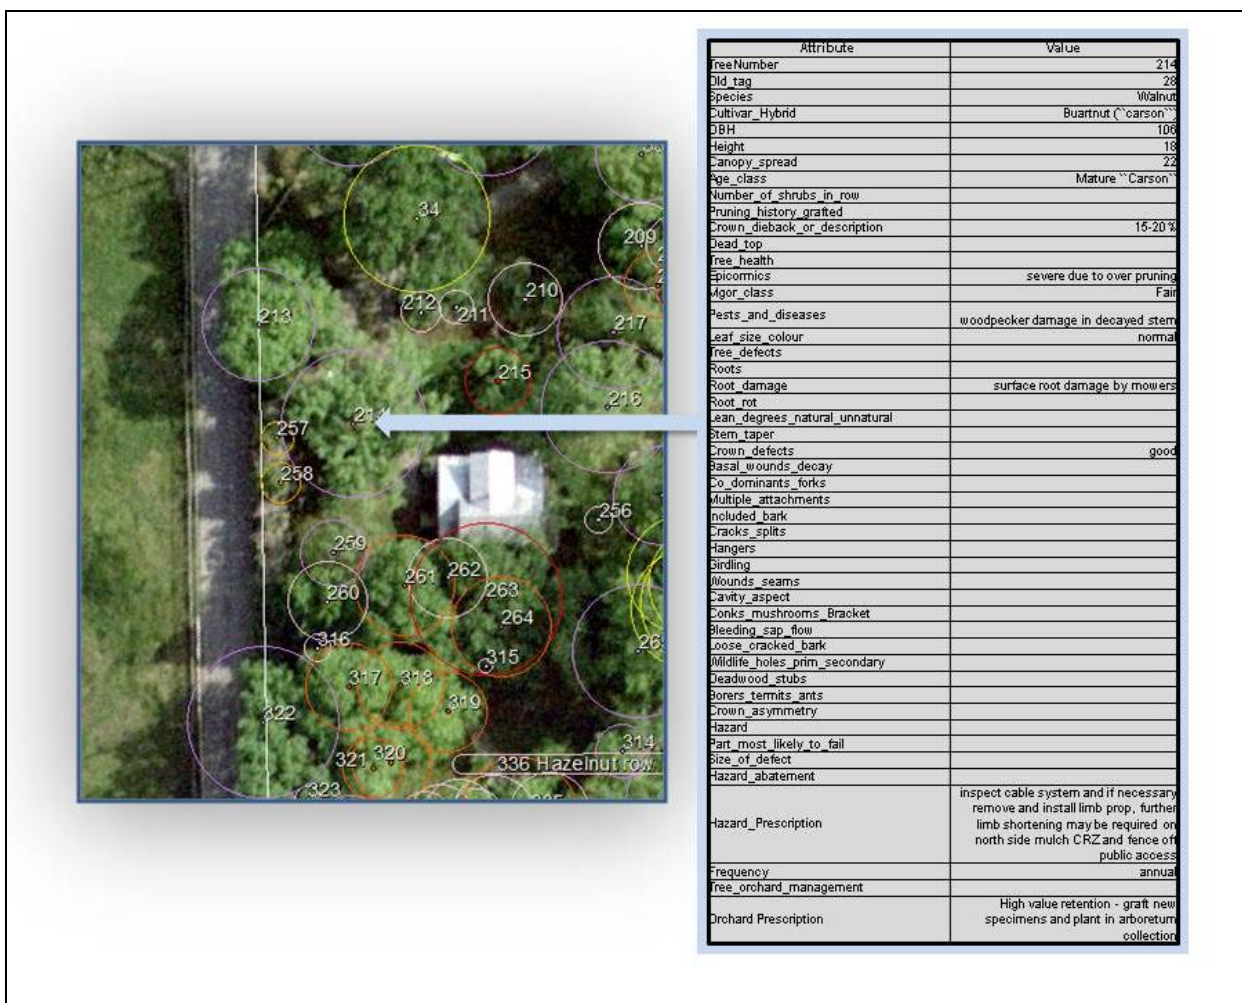 34
209
210
212
211
213
217
215
216
214
257
258
256
259
262
261
263
260
264
316
315
317
318
319
322
314
321
320
336 Hazelnut row
323
Attribute Value
TreeNumber 214
Old_tag 28
Species Walnut
Cultivar_Hybrid Buartnut (``carson``)
DBH 106
Height 18
Canopy_spread 22
Age_class Mature ``Carson``
Number_of_shrubs_in_row
Pruning_history_grafted
Crown_dieback_or_description 15-20%
Dead_top
Tree_health
Epicormics severe due to over pruning
Vigor_class Fair
Pests_and_diseases woodpecker damage in decayed stem
Leaf_size_colour normal
Tree_defects
Roots
Root_damage surface root damage by mowers
Root_rot
Lean_degrees_natural_unnatural
Stem_taper
Crown_defects good
Basal_wounds_decay
Co_dominants_forks
Multiple_attachments
Included_bark
Cracks_splits
Hangers
Girdling
Wounds_seams
Cavity_aspect
Conks_mushrooms_Bracket
Bleeding_sap_flow
Loose_cracked_bark
Wildlife_holes_prim_secondary
Deadwood_stubs
Borers_termits_ants
Crown_asymmetry
Hazard
Part_most_likely_to_fail
Size_of_defect
Hazard_abatement
Hazard_Prescription
inspect cable system and if necessary
remove and install limb prop, further
limb shortening may be required on
north side mulch CRZ and fence off
public access
Frequency annual
Tree_orchard_management
Orchard Prescription
High value retention - graft new
specimens and plant in arboretum
collection